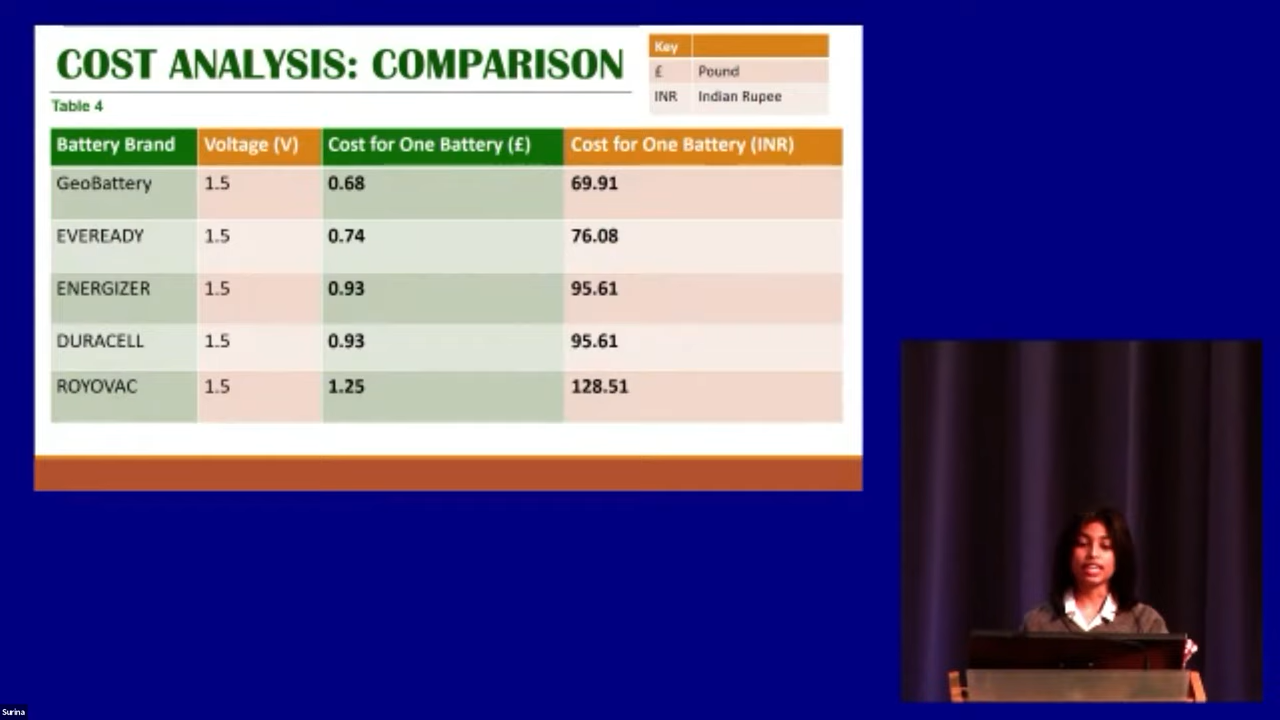 COST ANALYSIS: COMPARISON
Key
£ Pound
INR Indian Rupee
Table 4
Battery Brand Voltage (V) Cost for One Battery (£) Cost for One Battery (INR)
GeoBattery 1.5 0.68 69.91
EVEREADY 1.5 0.74 76.08
ENERGIZER 1.5 0.93 95.61
DURACELL 1.5 0.93 95.61
ROYOVAC 1.5 1.25 128.51
Surina